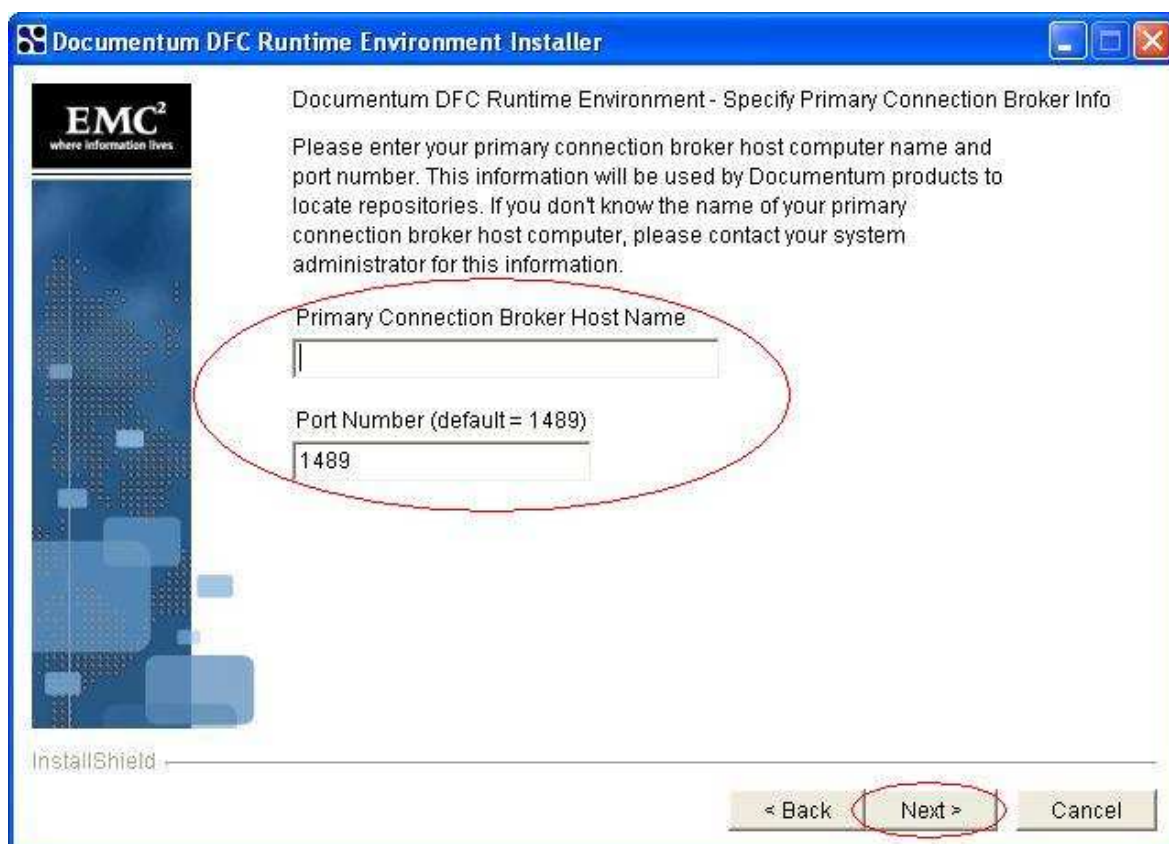 Documentum DFC Runtime Environment Installer
EMC²
where information lives
Documentum DFC Runtime Environment - Specify Primary Connection Broker Info
Please enter your primary connection broker host computer name and
port number. This information will be used by Documentum products to
locate repositories. If you don't know the name of your primary
connection broker host computer, please contact your system
administrator for this information.
Primary Connection Broker Host Name
Port Number (default = 1489)
1489
InstallShield
< Back Next > Cancel